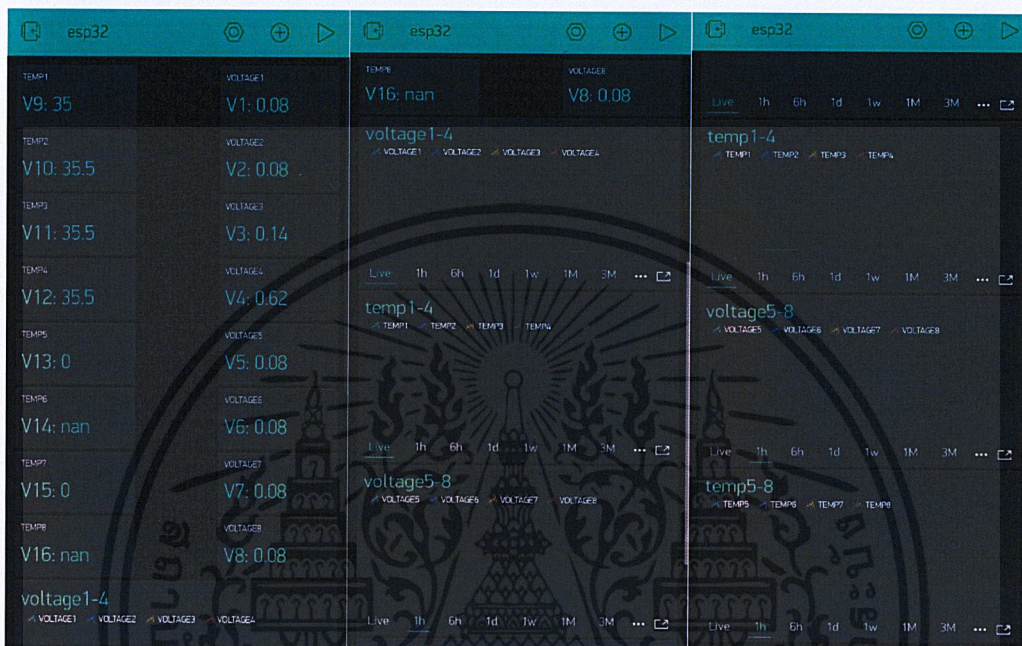 esp32
TEMP1 VOLTAGE1
V9: 35 V1: 0.08
TEMP2 VOLTAGE2
V10: 35.5 V2: 0.08
TEMP3 VOLTAGE3
V11: 35.5 V3: 0.14
TEMP4 VOLTAGE4
V12: 35.5 V4: 0.62
TEMP5 VOLTAGE5
V13: 0 V5: 0.08
TEMP6 VOLTAGE6
V14: nan V6: 0.08
TEMP7 VOLTAGE7
V15: 0 V7: 0.08
TEMP8 VOLTAGE8
V16: nan V8: 0.08
voltage1-4
VOLTAGE1 VOLTAGE2 VOLTAGE3 VOLTAGE4
esp32
TEMP8 VOLTAGE8
V16: nan V8: 0.08
voltage1-4
VOLTAGE1 VOLTAGE2 VOLTAGE3 VOLTAGE4
Live 1h 6h 1d 1w 1M 3M ...
temp1-4
TEMP1 TEMP2 TEMP3 TEMP4
Live 1h 6h 1d 1w 1M 3M ...
voltage5-8
VOLTAGE5 VOLTAGE6 VOLTAGE7 VOLTAGE8
Live 1h 6h 1d 1w 1M 3M ...
esp32
Live 1h 6h 1d 1w 1M 3M ...
temp1-4
TEMP1 TEMP2 TEMP3 TEMP4
Live 1h 6h 1d 1w 1M 3M ...
voltage5-8
VOLTAGE5 VOLTAGE6 VOLTAGE7 VOLTAGE8
Live 1h 6h 1d 1w 1M 3M ...
temp5-8
TEMP5 TEMP6 TEMP7 TEMP8
Live 1h 6h 1d 1w 1M 3M ...